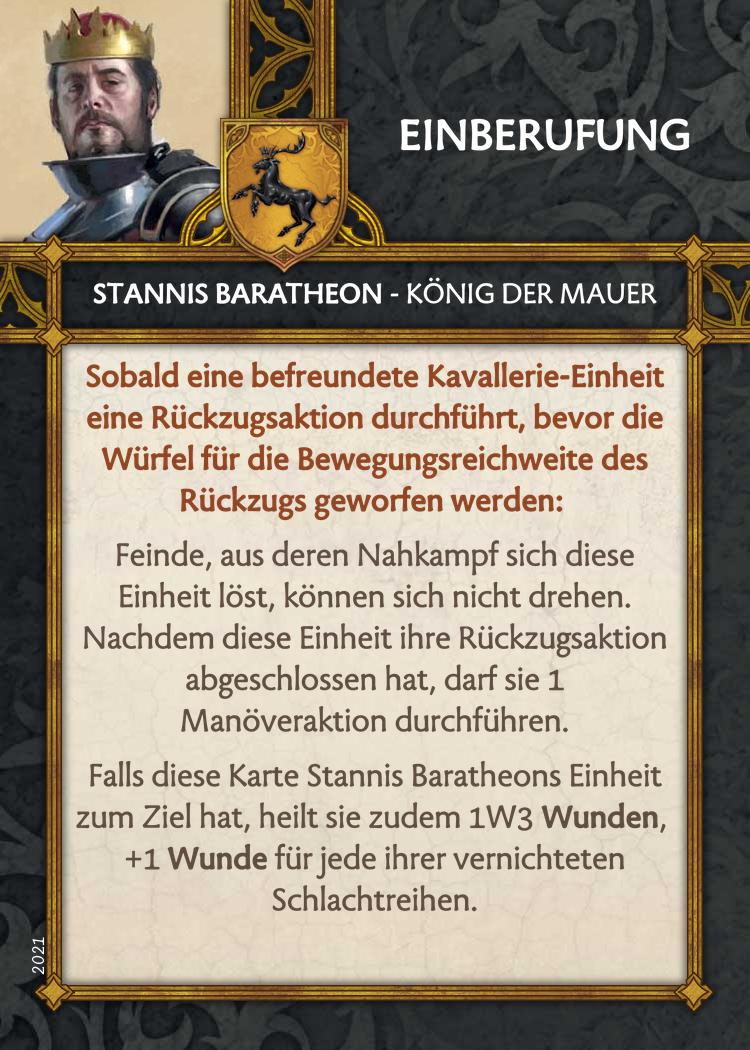 EINBERUFUNG
STANNIS BARATHEON - KÖNIG DER MAUER
Sobald eine befreundete Kavallerie-Einheit
eine Rückzugsaktion durchführt, bevor die
Würfel für die Bewegungsreichweite des
Rückzugs geworfen werden:
Feinde, aus deren Nahkampf sich diese
Einheit löst, können sich nicht drehen.
Nachdem diese Einheit ihre Rückzugsaktion
abgeschlossen hat, darf sie 1
Manöveraktion durchführen.
Falls diese Karte Stannis Baratheons Einheit
zum Ziel hat, heilt sie zudem 1W3 Wunden,
+1 Wunde für jede ihrer vernichteten
Schlachtreihen.
2021